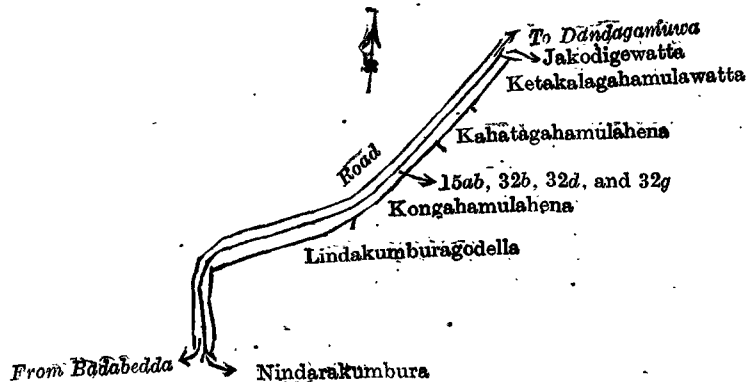 To Dandagamuwa
Jakodigewatta
Ketakalagahamulawatta
Kahatagahamulahena
Road
15ab, 32b, 32d, and 32g
Kongahamulahena
Lindakumburagodella
From Badabedda
Nindarakumbura